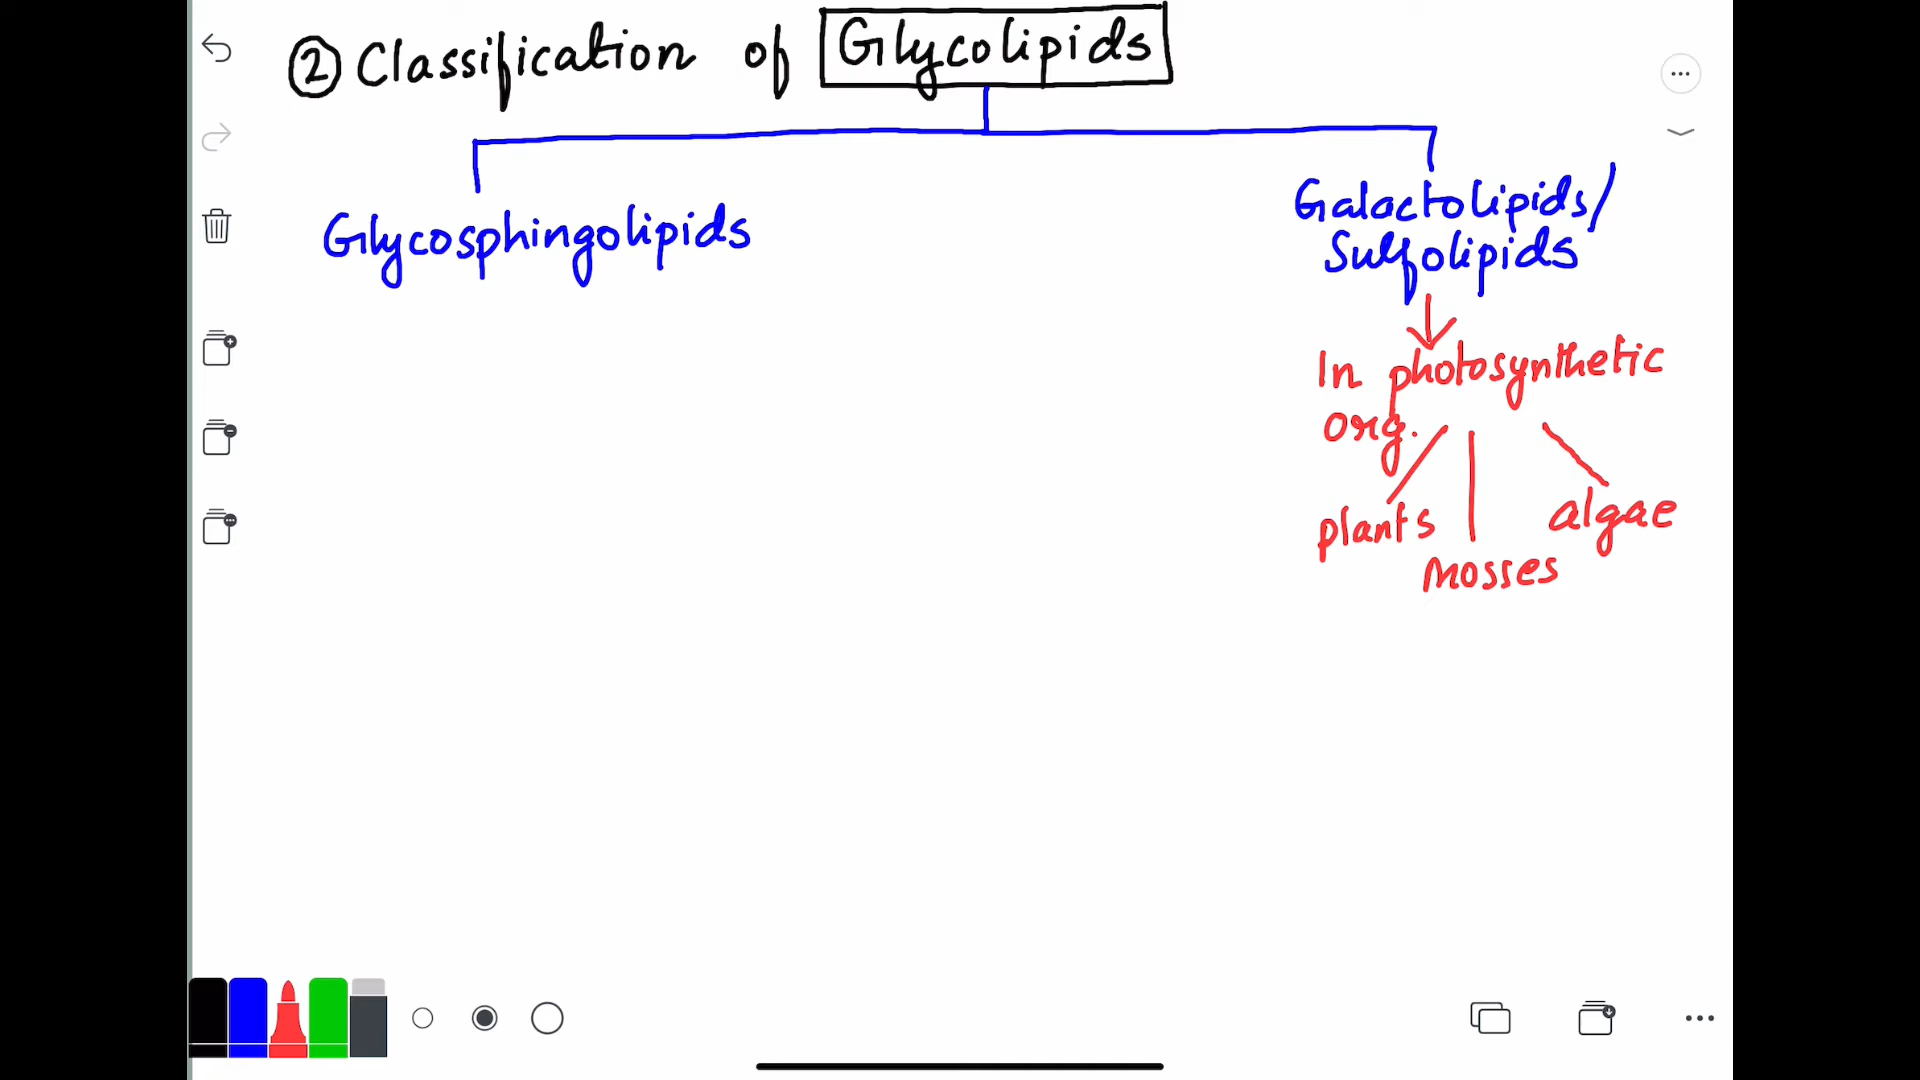 ② Classification of Glycolipids
Glycosphingolipids
Galactolipids/
Sulfolipids
In photosynthetic
org.
plants
mosses
algae